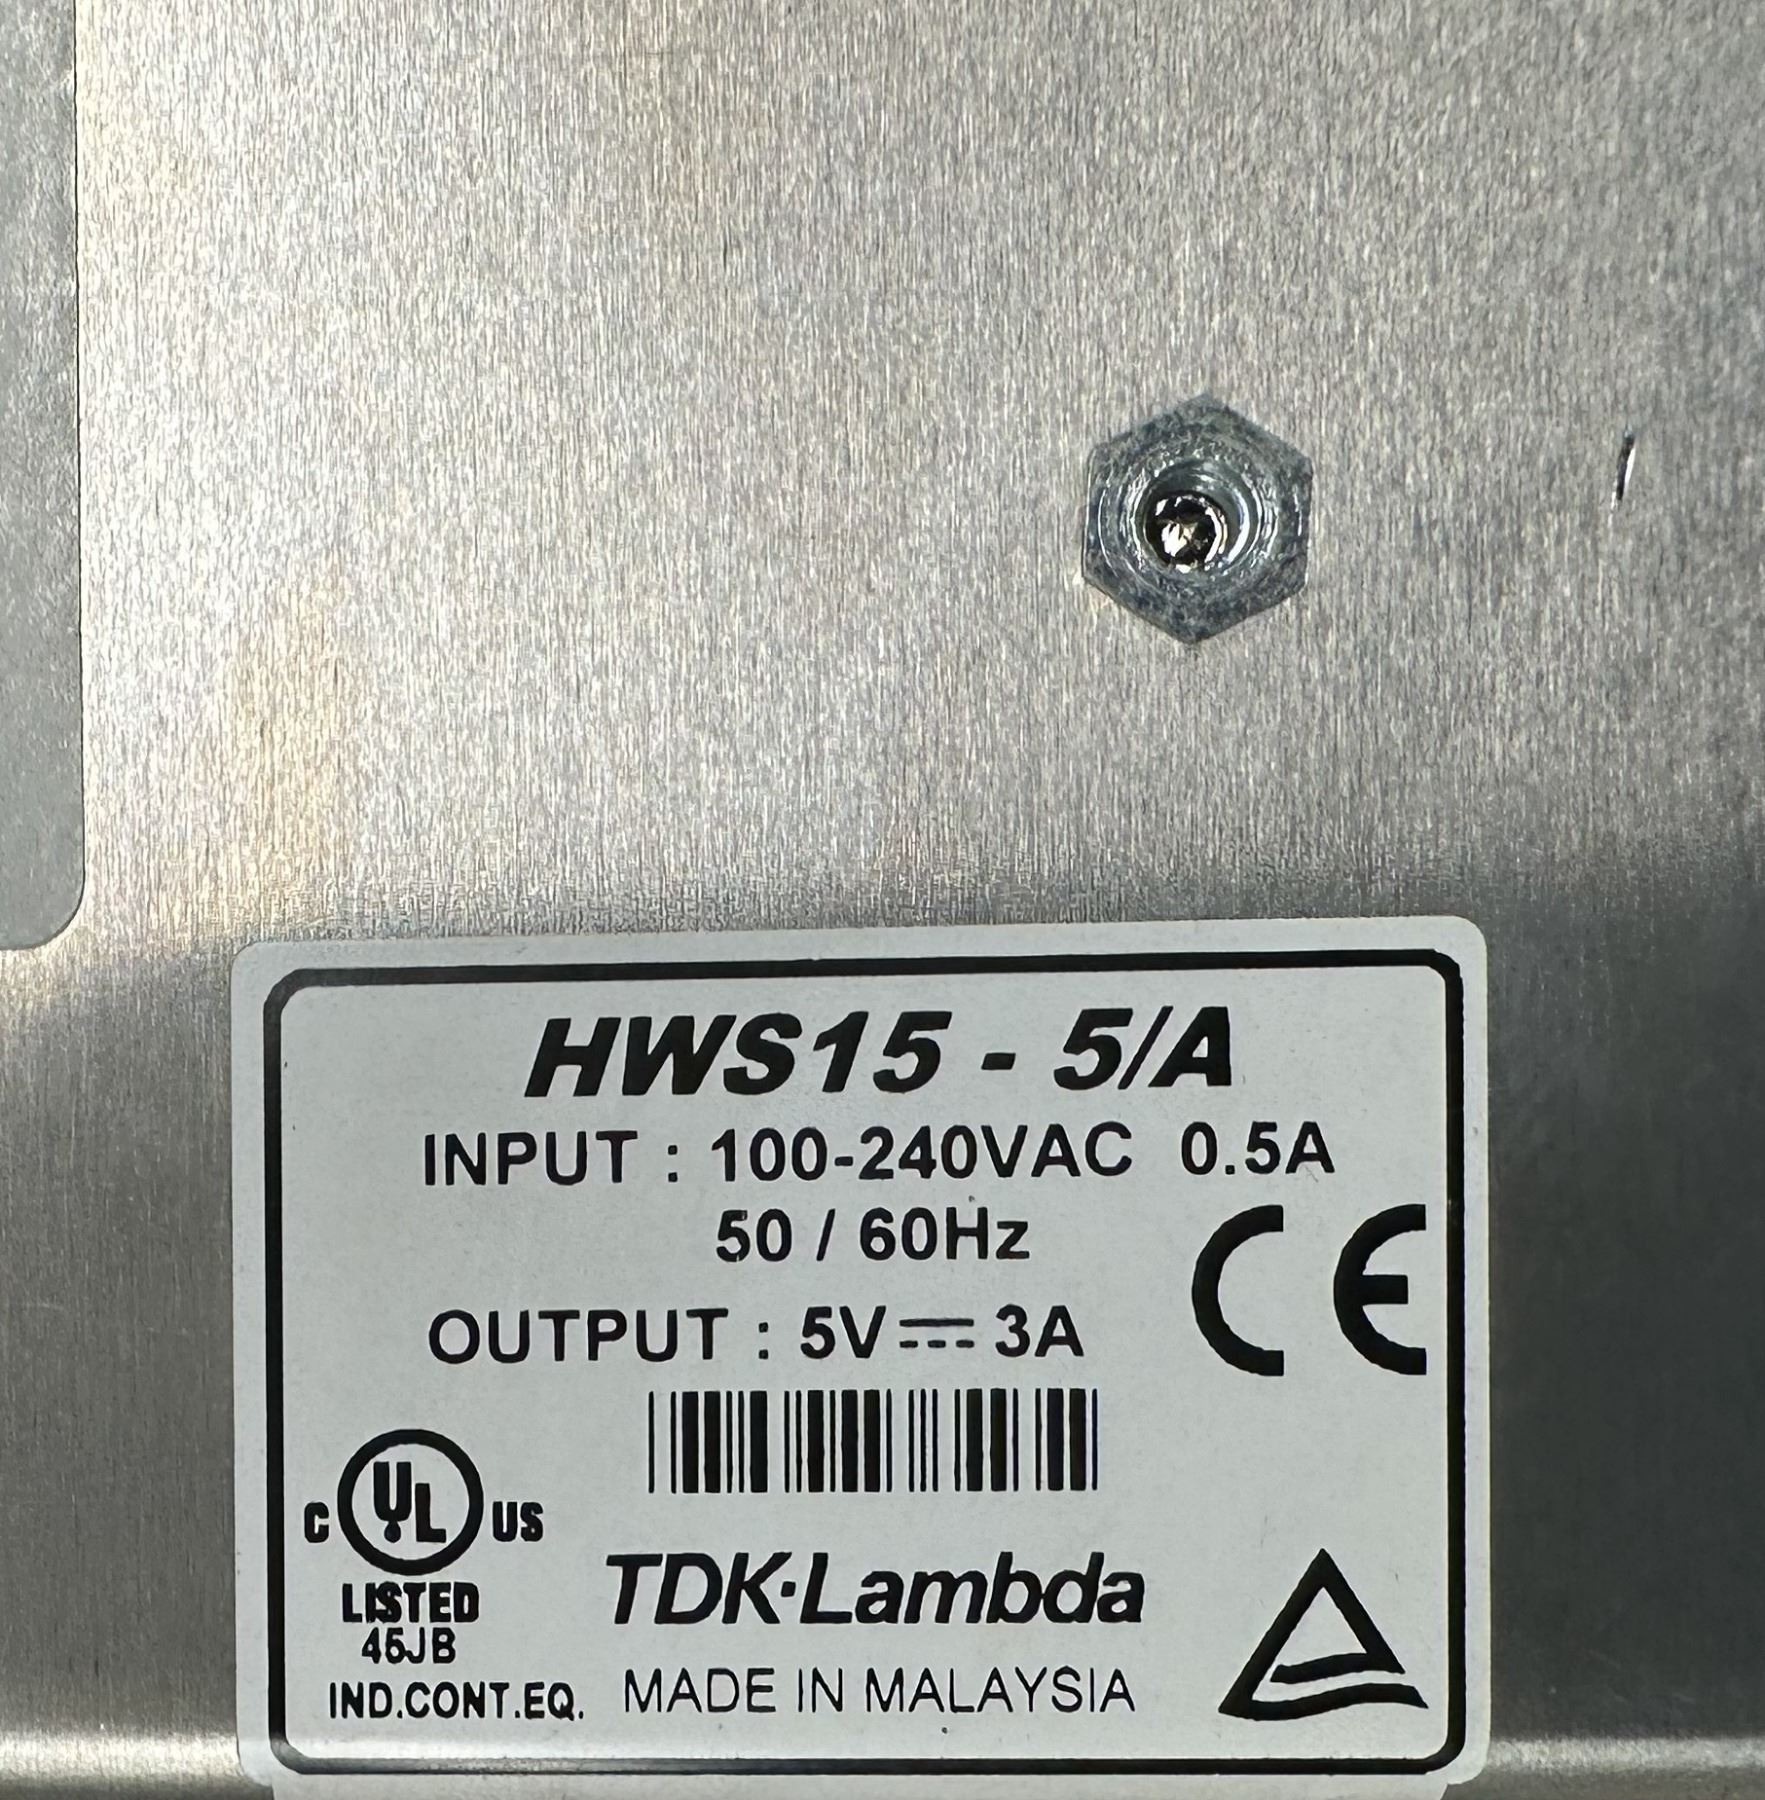 HWS15 - 5/A
INPUT : 100-240VAC 0.5A
50 / 60Hz
OUTPUT : 5V⎓3A
CE
C UL US
LISTED
45JB
IND.CONT.EQ.
TDK·Lambda
MADE IN MALAYSIA